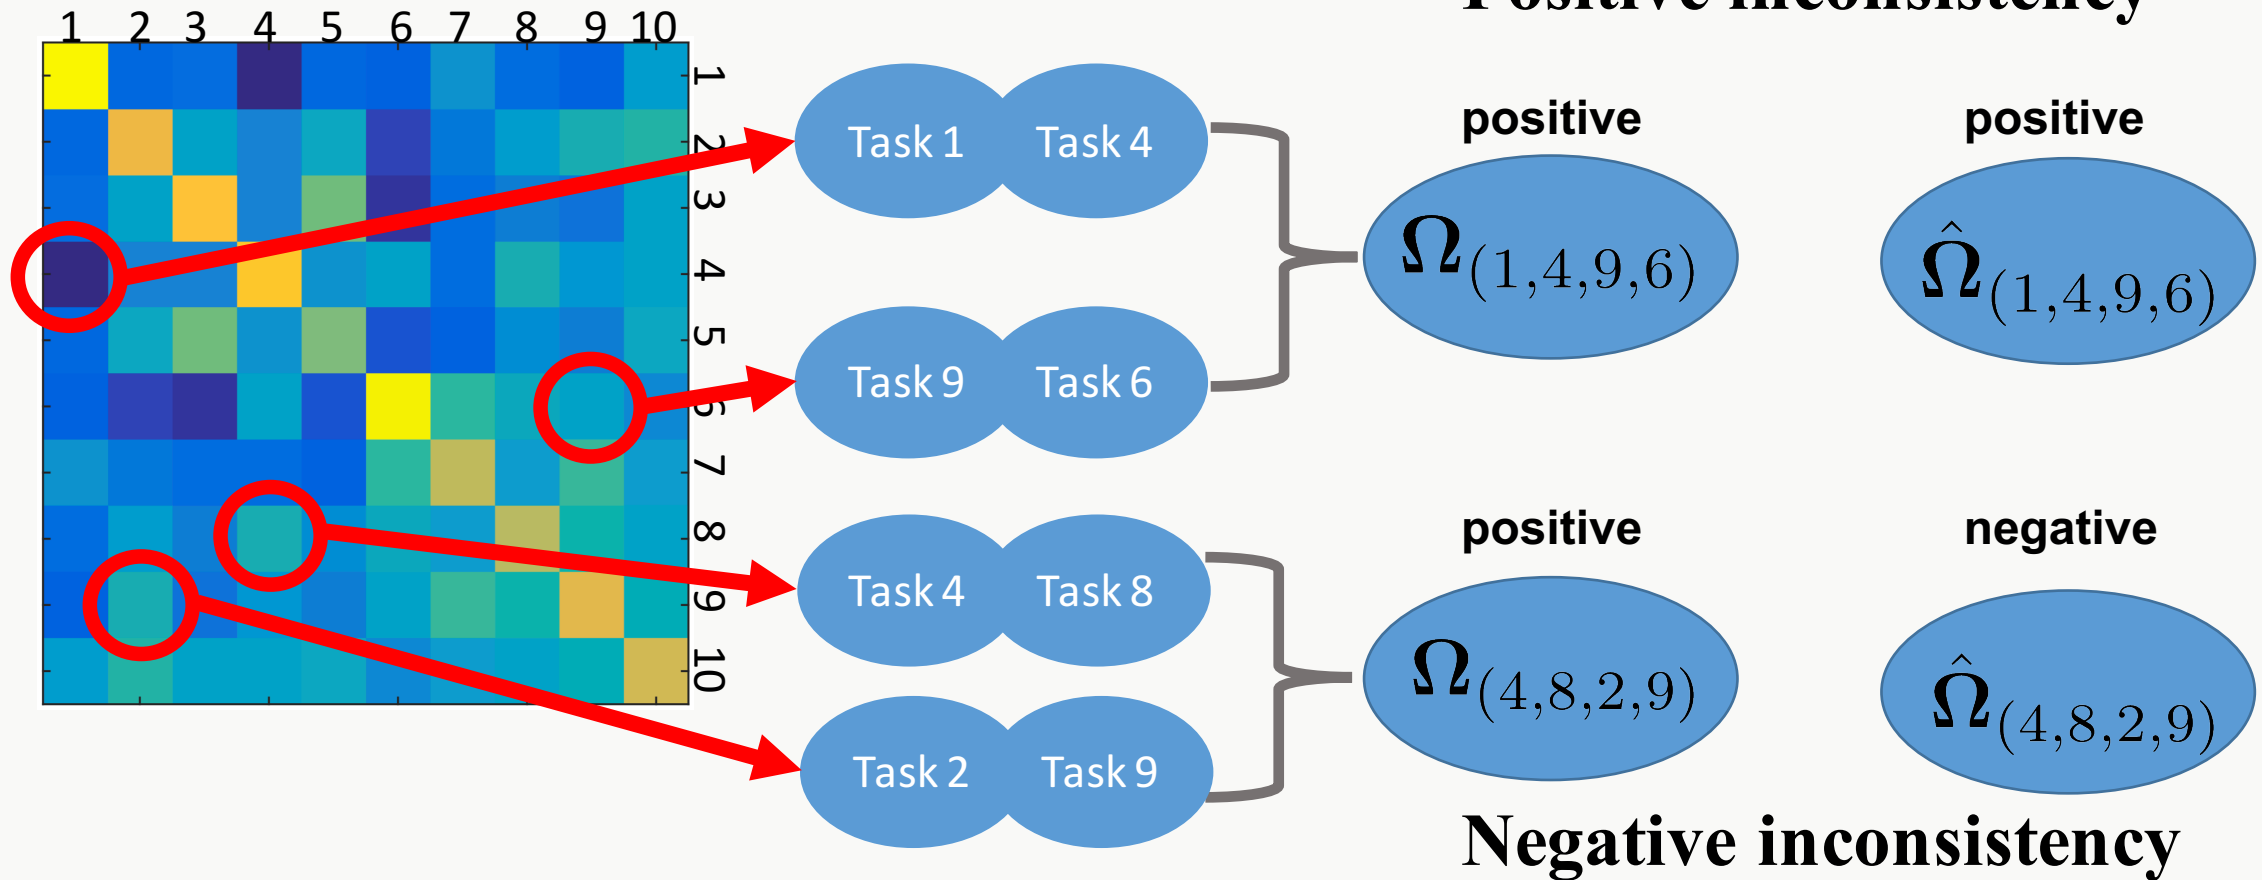 Positive inconsistency
1 2 3 4 5 6 7 8 9 10
1
2
3
4
5
6
7
8
9
10
Task 1 Task 4
Task 9 Task 6
Task 4 Task 8
Task 2 Task 9
positive positive
Ω(1,4,9,6) Ω̂(1,4,9,6)
positive negative
Ω(4,8,2,9) Ω̂(4,8,2,9)
Negative inconsistency